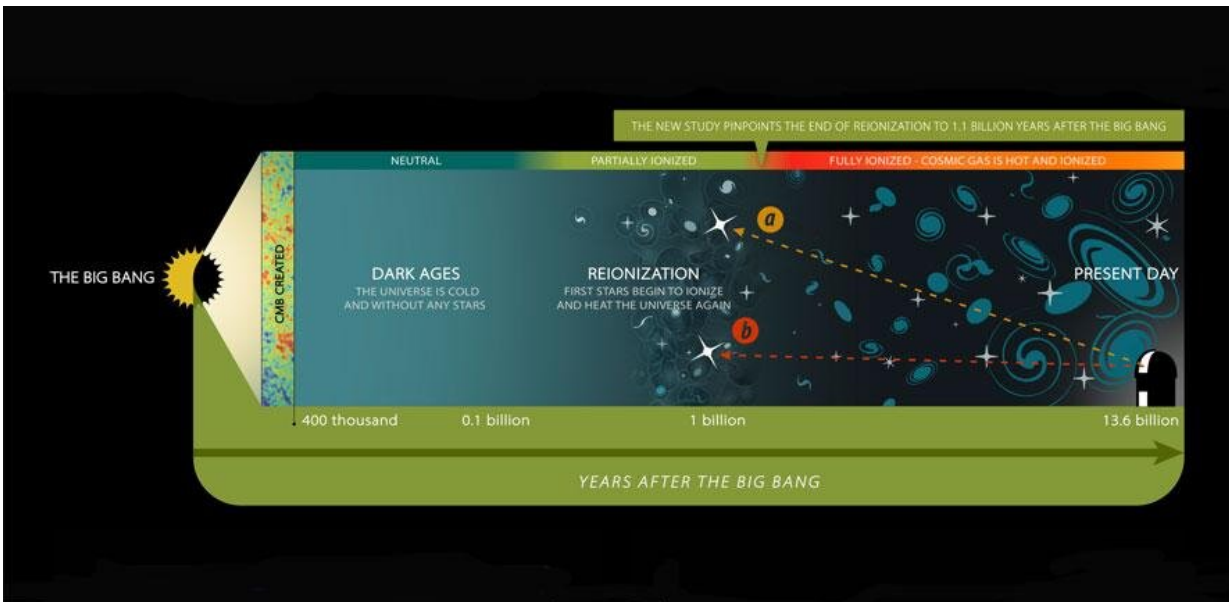 THE NEW STUDY PINPOINTS THE END OF REIONIZATION TO 1.1 BILLION YEARS AFTER THE BIG BANG
NEUTRAL
PARTIALLY IONIZED
FULLY IONIZED - COSMIC GAS IS HOT AND IONIZED
a
THE BIG BANG
CMB CREATED
DARK AGES
THE UNIVERSE IS COLD
AND WITHOUT ANY STARS
REIONIZATION
FIRST STARS BEGIN TO IONIZE
AND HEAT THE UNIVERSE AGAIN
PRESENT DAY
b
400 thousand
0.1 billion
1 billion
13.6 billion
YEARS AFTER THE BIG BANG